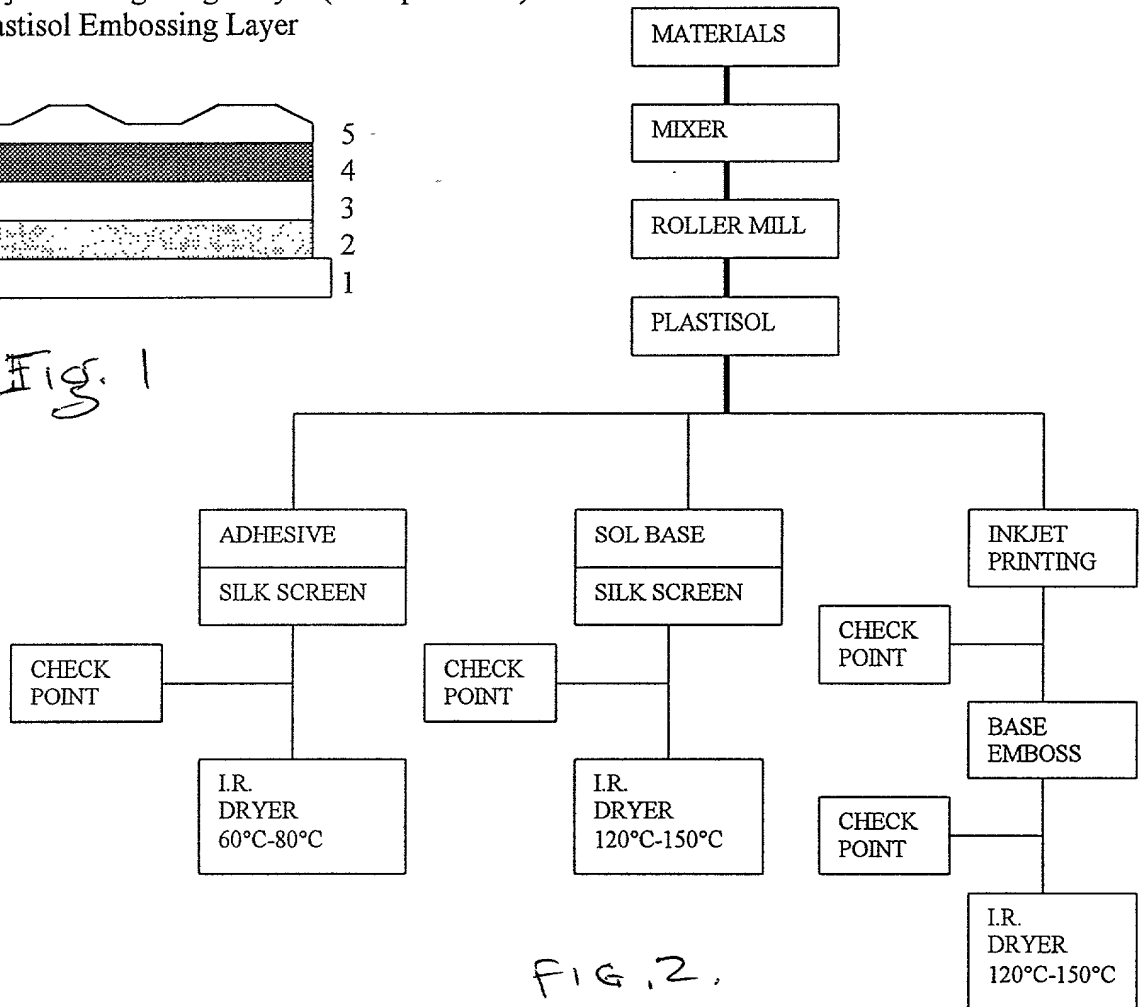 astisol Embossing Layer
5
4
3
2
1
Fig. 1
MATERIALS
MIXER
ROLLER MILL
PLASTISOL
ADHESIVE
SILK SCREEN
CHECK
POINT
I.R.
DRYER
60°C-80°C
SOL BASE
SILK SCREEN
CHECK
POINT
I.R.
DRYER
120°C-150°C
INKJET
PRINTING
CHECK
POINT
BASE
EMBOSS
CHECK
POINT
I.R.
DRYER
120°C-150°C
FIG.2.